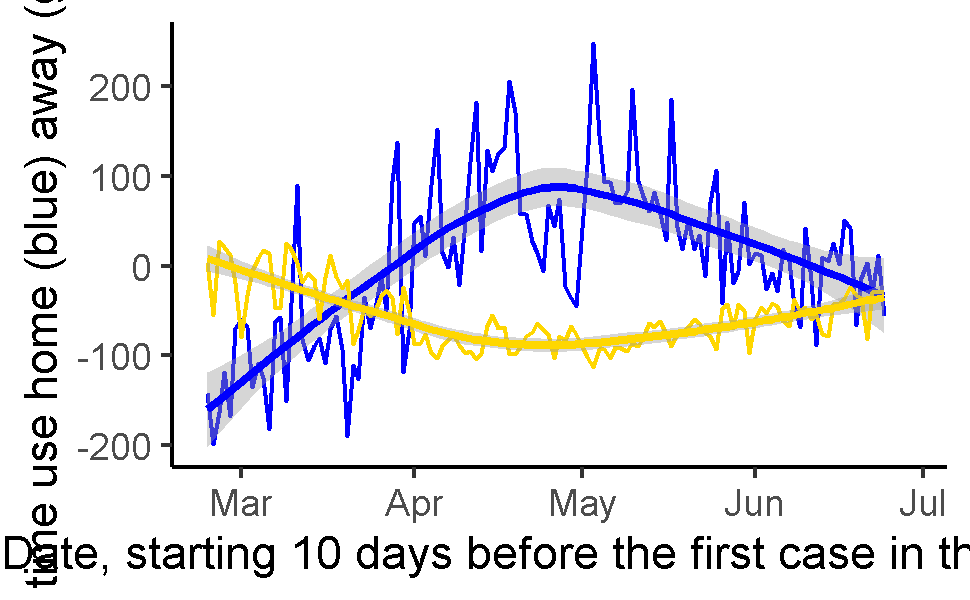 time use home (blue) away (
200
100
0
-100
-200
Mar Apr May Jun Jul
Date, starting 10 days before the first case in th